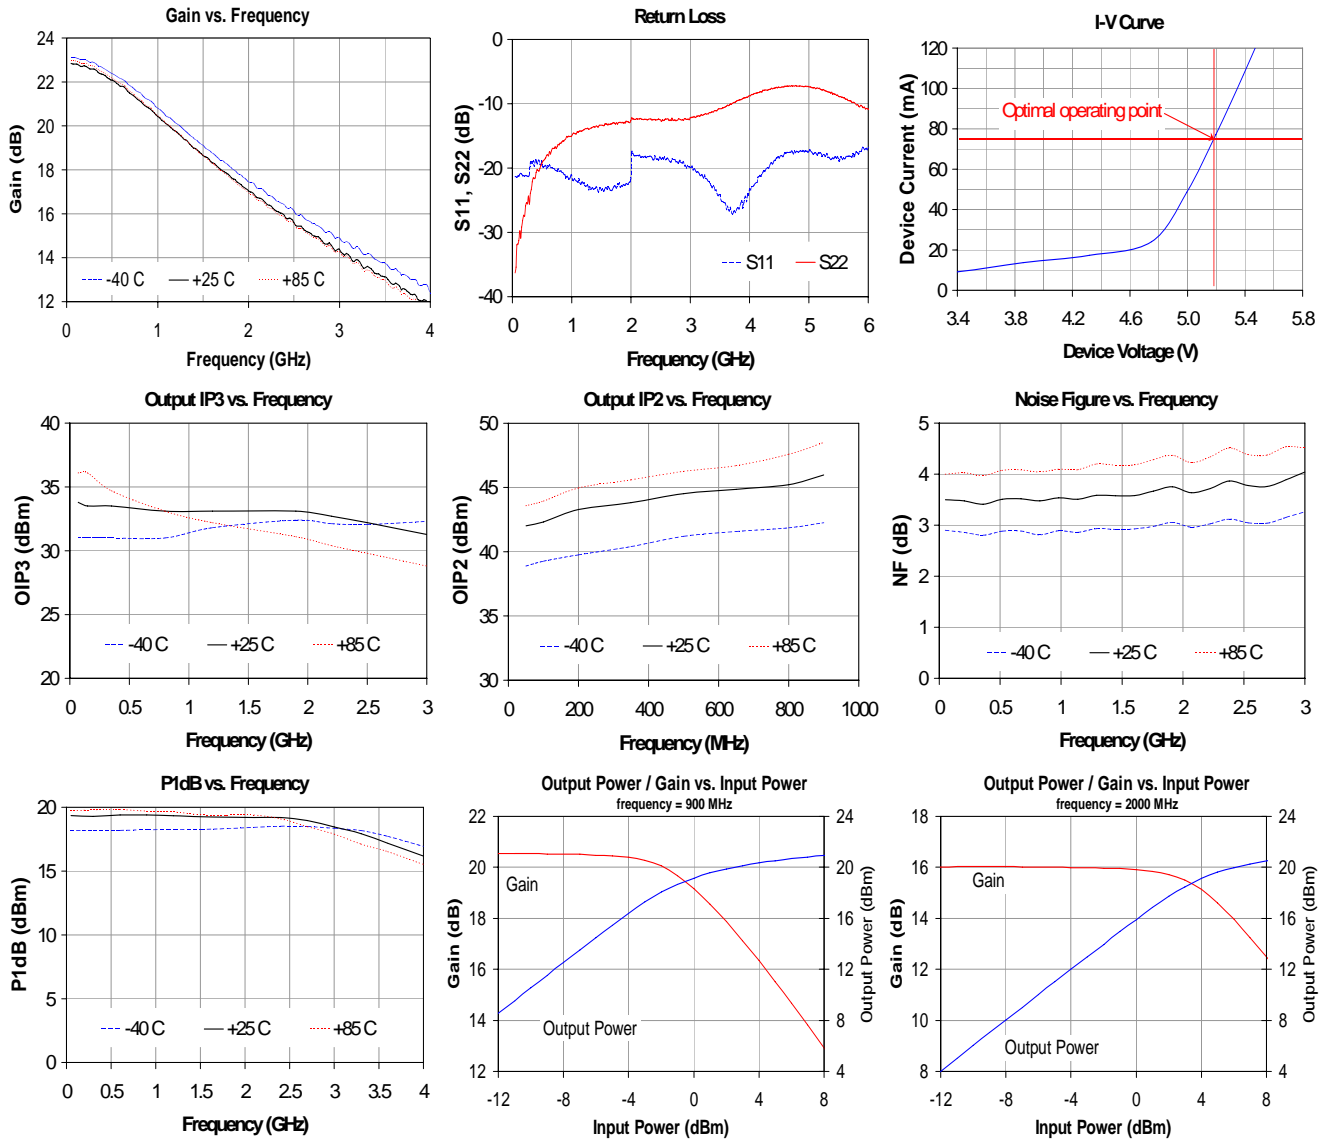 Gain vs. Frequency
24
22
20
18
16
14
12
Gain (dB)
-40 C
+25 C
+85 C
0
1
2
3
4
Frequency (GHz)
Return Loss
0
-10
-20
-30
-40
S11, S22 (dB)
S11
S22
0
1
2
3
4
5
6
Frequency (GHz)
I-V Curve
120
100
80
60
40
20
0
Device Current (mA)
Optimal operating point
3.4
3.8
4.2
4.6
5.0
5.4
5.8
Device Voltage (V)
Output IP3 vs. Frequency
40
35
30
25
20
OIP3 (dBm)
-40 C
+25 C
+85 C
0
0.5
1
1.5
2
2.5
3
Frequency (GHz)
Output IP2 vs. Frequency
50
45
40
35
30
OIP2 (dBm)
-40 C
+25 C
+85 C
0
200
400
600
800
1000
Frequency (MHz)
Noise Figure vs. Frequency
5
4
3
2
1
0
NF (dB)
-40 C
+25 C
+85 C
0
0.5
1
1.5
2
2.5
3
Frequency (GHz)
P1dB vs. Frequency
20
15
10
5
0
P1dB (dBm)
-40 C
+25 C
+85 C
0
0.5
1
1.5
2
2.5
3
3.5
4
Frequency (GHz)
Output Power / Gain vs. Input Power
frequency = 900 MHz
22
20
18
16
14
12
Gain (dB)
Gain
Output Power
24
20
16
12
8
4
Output Power (dBm)
-12
-8
-4
0
4
8
Input Power (dBm)
Output Power / Gain vs. Input Power
frequency = 2000 MHz
18
16
14
12
10
8
Gain (dB)
Gain
Output Power
24
20
16
12
8
4
Output Power (dBm)
-12
-8
-4
0
4
8
Input Power (dBm)